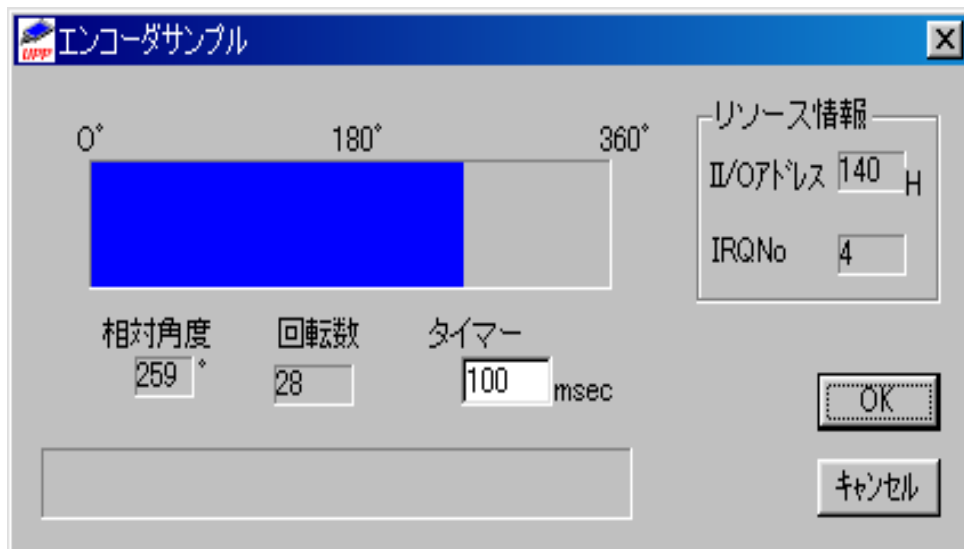 UPP エンコーダサンプル
0° 180° 360°
リソース情報
II/Oアドレス 140 H
IRQNo 4
相対角度 回転数 タイマー
259 ° 28 100 msec
OK
キャンセル